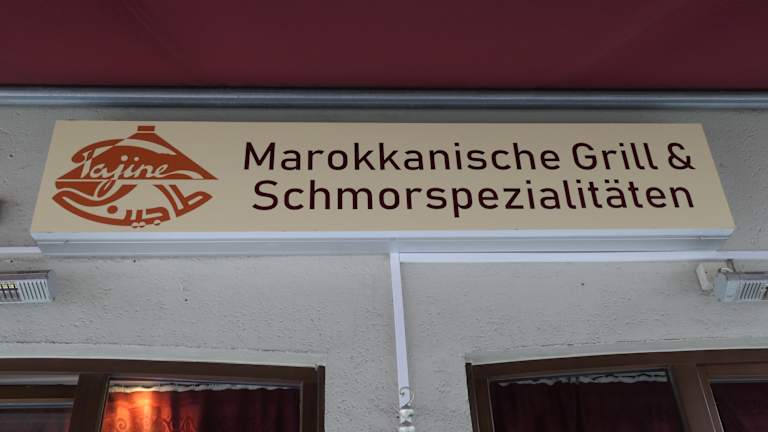 Tajine
طاجين
Marokkanische Grill &
Schmorspezialitäten